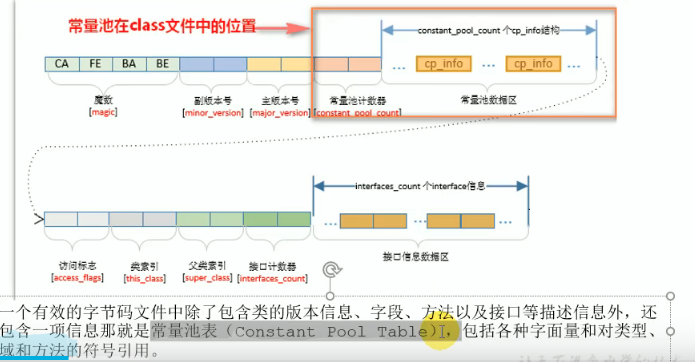 常量池在class文件中的位置
constant_pool_count 个cp_info结构
CA FE BA BE
... cp_info ... cp_info ...
魔数 副版本号 主版本号 常量池计数器 常量池数据区
[magic] [minor_version] [major_version] [constant_pool_count]
interfaces_count 个interface信息
... ... ...
访问标志 类索引 父类索引 接口计数器 接口信息数据区
[access_flags] [this_class] [super_class] [interfaces_count]
一个有效的字节码文件中除了包含类的版本信息、字段、方法以及接口等描述信息外，还
包含一项信息那就是常量池表（Constant Pool Table），包括各种字面量和对类型、
域和方法的符号引用。